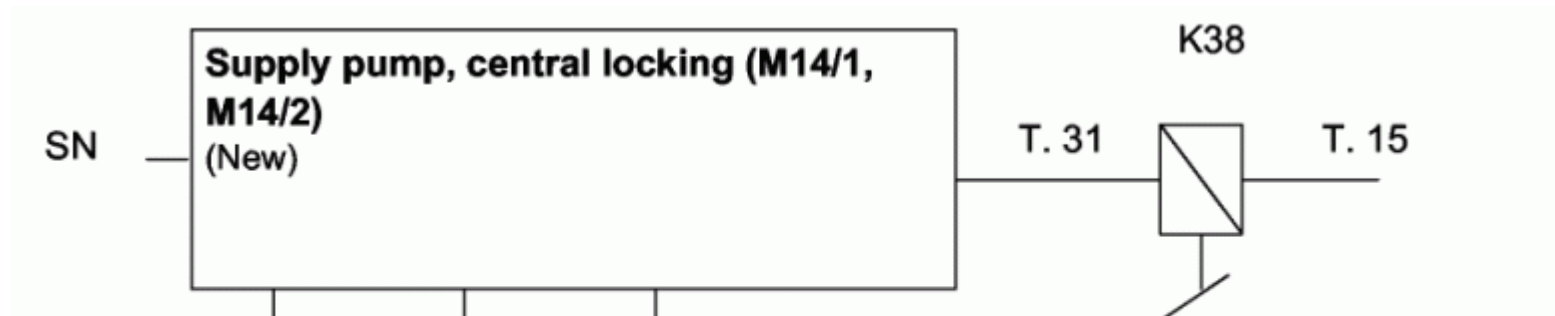 K38
Supply pump, central locking (M14/1,
M14/2)
SN
(New)
T. 31
T. 15